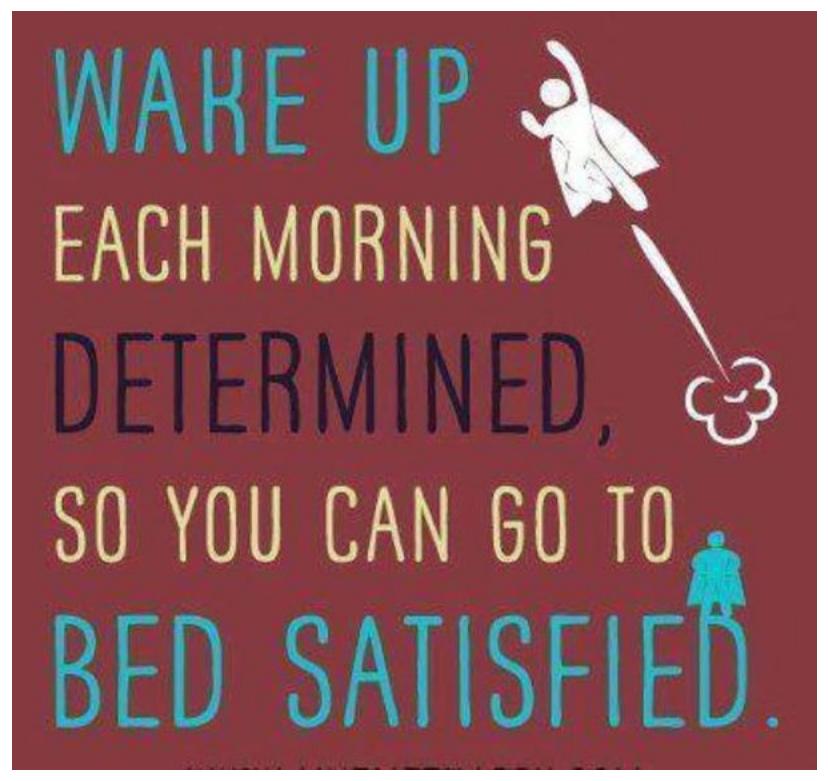 WAKE UP
EACH MORNING
DETERMINED,
SO YOU CAN GO TO
BED SATISFIED.